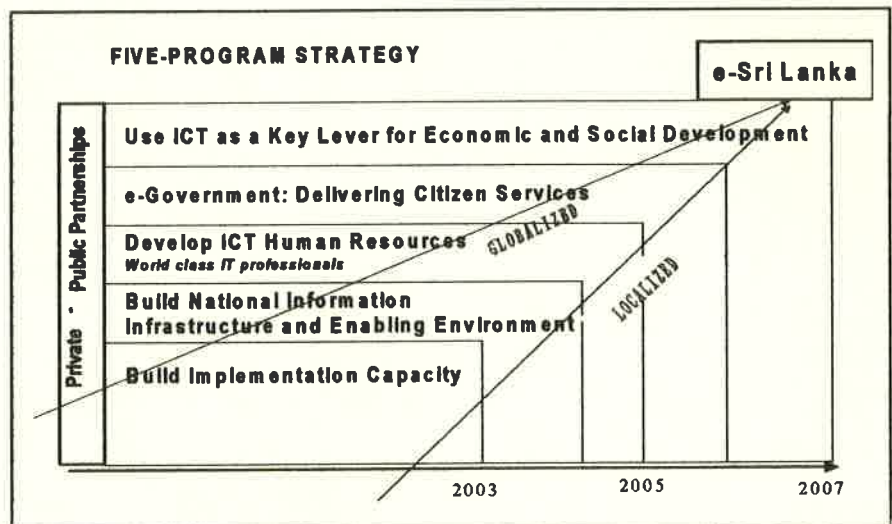 FIVE-PROGRAM STRATEGY
e-Sri Lanka
Private - Public Partnerships
Use ICT as a Key Lever for Economic and Social Development
e-Government: Delivering Citizen Services
GLOBALIZED
Develop ICT Human Resources
World class IT professionals
LOCALIZED
Build National Information
Infrastructure and Enabling Environment
Build Implementation Capacity
2003
2005
2007